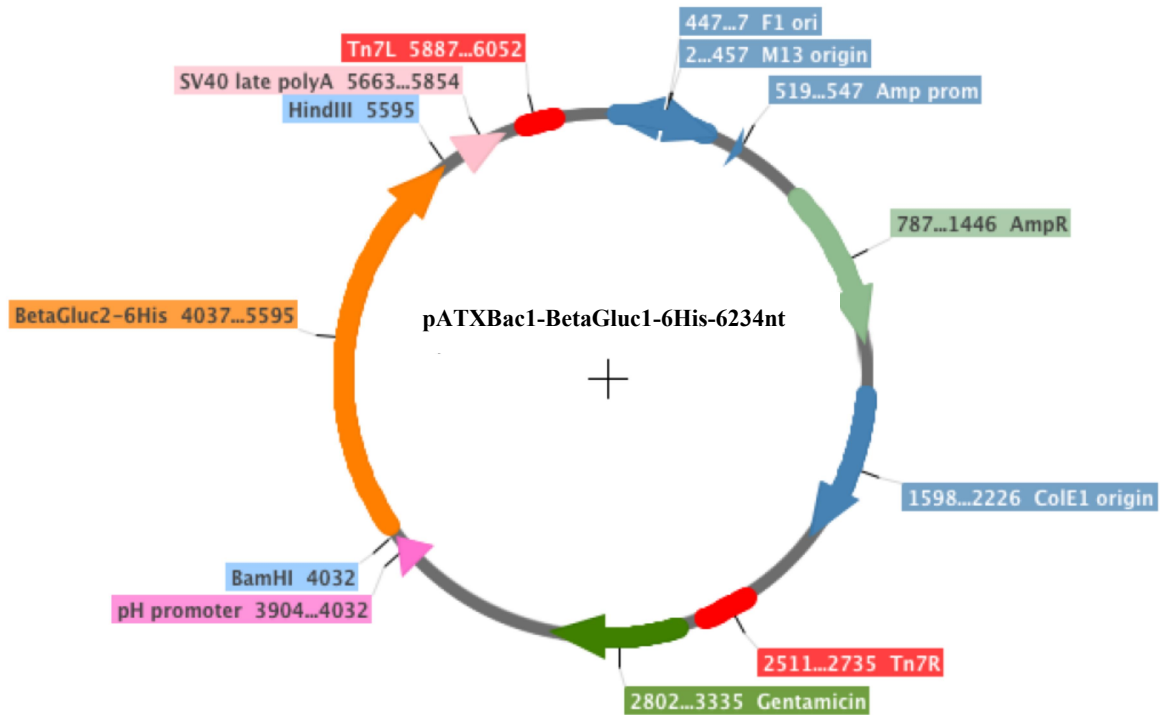 447...7 F1 ori
Tn7L 5887...6052
2...457 M13 origin
SV40 late polyA 5663...5854
519...547 Amp prom
HindIII 5595
787...1446 AmpR
BetaGluc2-6His 4037...5595
pATXBac1-BetaGluc1-6His-6234nt
1598...2226 ColE1 origin
BamHI 4032
pH promoter 3904...4032
2511...2735 Tn7R
2802...3335 Gentamicin